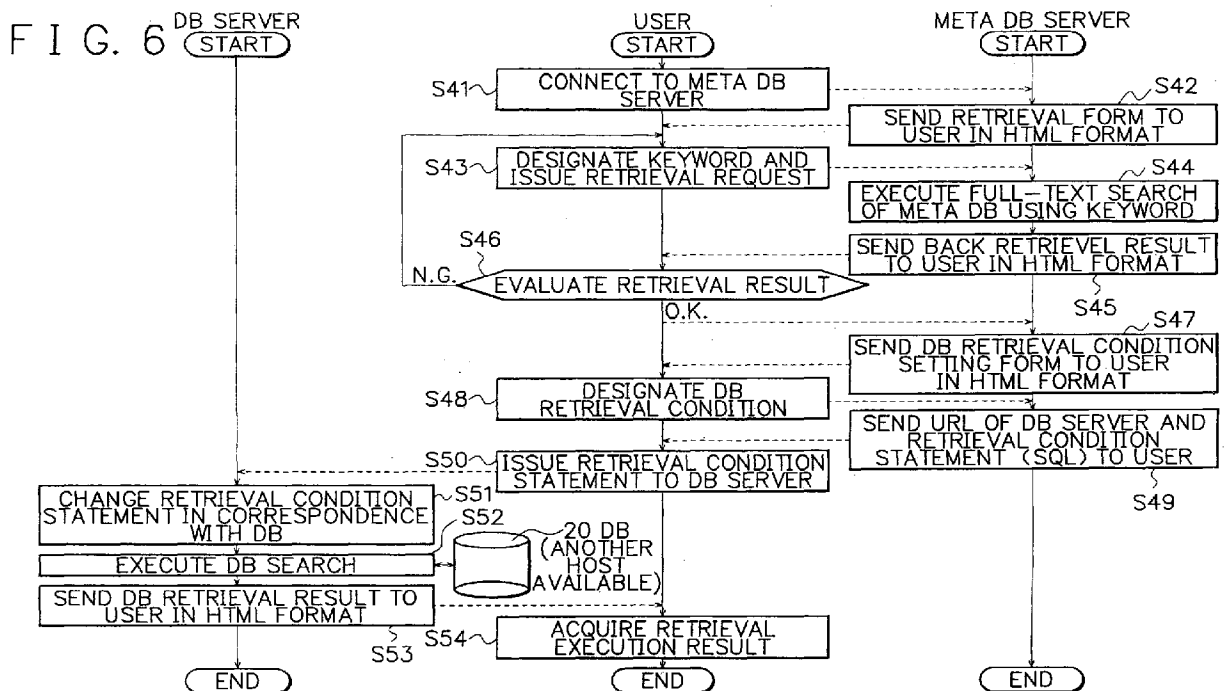 FIG. 6
DB SERVER
START
USER
START
META DB SERVER
START
S41
CONNECT TO META DB
SERVER
S42
SEND RETRIEVAL FORM TO
USER IN HTML FORMAT
S43
DESIGNATE KEYWORD AND
ISSUE RETRIEVAL REQUEST
S44
EXECUTE FULL-TEXT SEARCH
OF META DB USING KEYWORD
SEND BACK RETRIEVEL RESULT
TO USER IN HTML FORMAT
S45
S46
N.G.
EVALUATE RETRIEVAL RESULT
O.K.
S47
SEND DB RETRIEVAL CONDITION
SETTING FORM TO USER
IN HTML FORMAT
S48
DESIGNATE DB
RETRIEVAL CONDITION
SEND URL OF DB SERVER AND
RETRIEVAL CONDITION
STATEMENT (SQL) TO USER
S49
S50
ISSUE RETRIEVAL CONDITION
STATEMENT TO DB SERVER
S51
CHANGE RETRIEVAL CONDITION
STATEMENT IN CORRESPONDENCE
WITH DB
S52
EXECUTE DB SEARCH
20 DB
(ANOTHER
HOST
AVAILABLE)
SEND DB RETRIEVAL RESULT TO
USER IN HTML FORMAT
S53
S54
ACQUIRE RETRIEVAL
EXECUTION RESULT
END
END
END